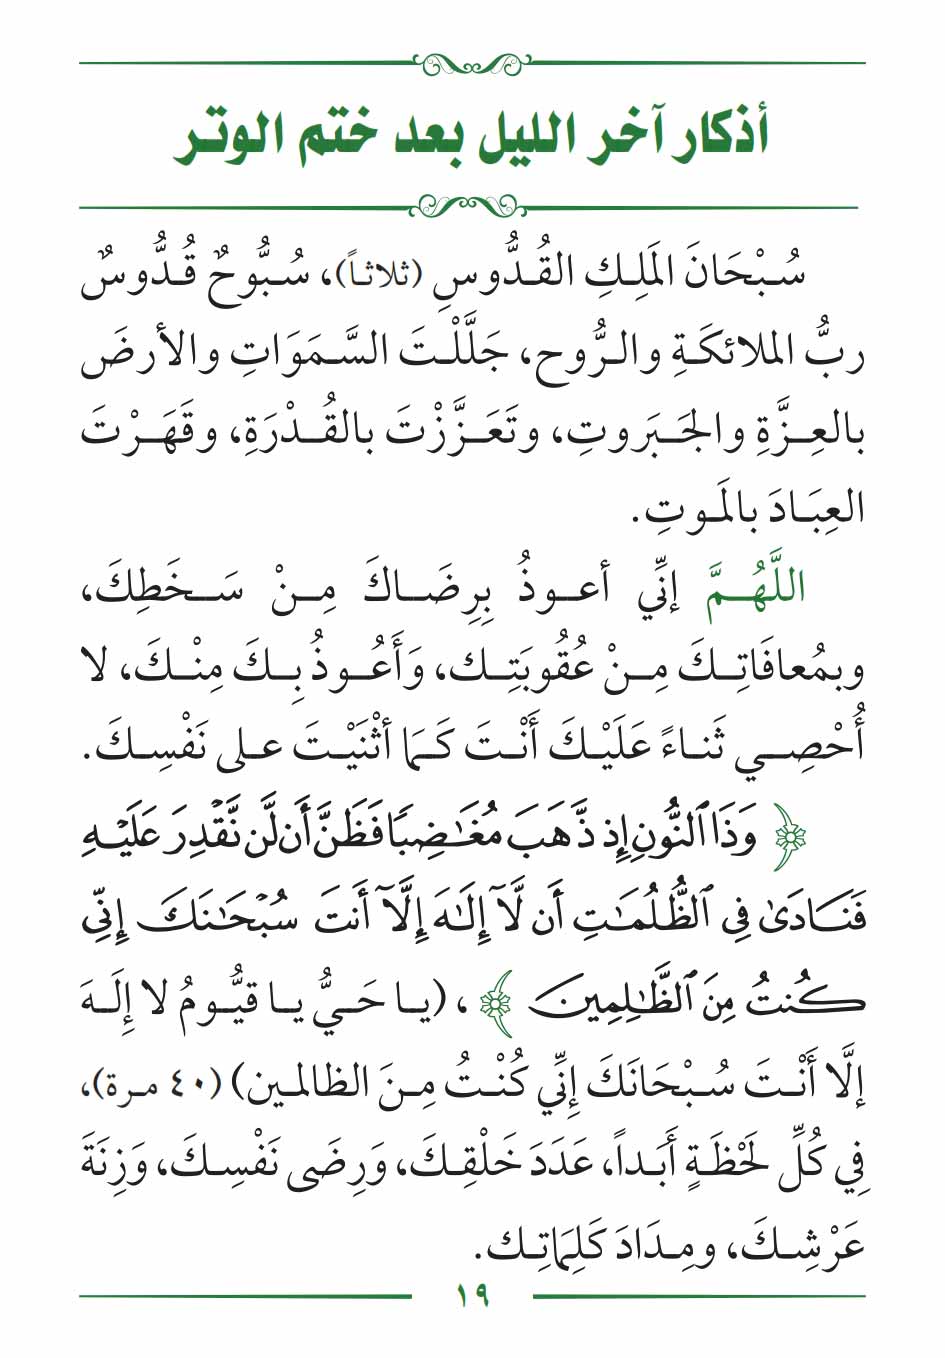 أذكار آخر الليل بعد ختم الوتر
سُبْحَانَ المَلِكِ القُدُّوسِ (ثلاثاً)، سُبُّوحٌ قُدُّوسٌ
ربُّ الملائكَةِ والرُّوح، جَلَّلْتَ السَّمَوَاتِ والأرضَ
بالعِزَّةِ والجَبَروتِ، وتَعَزَّزْتَ بالقُدْرَةِ، وقَهَرْتَ
العِبَادَ بالمَوتِ.
اللَّهُمَّ إنِّي أعوذُ بِرِضَاكَ مِنْ سَخَطِكَ،
وبمُعافَاتِكَ مِنْ عُقُوبَتِك، وَأَعُوذُ بِكَ مِنْكَ، لا
أُحْصِي ثَناءً عَلَيْكَ أَنْتَ كَمَا أثْنَيْتَ على نَفْسِكَ.
﴿ وَذَا ٱلنُّونِ إِذ ذَّهَبَ مُغَٰضِبٗا فَظَنَّ أَن لَّن نَّقۡدِرَ عَلَيۡهِ
فَنَادَىٰ فِي ٱلظُّلُمَٰتِ أَن لَّآ إِلَٰهَ إِلَّآ أَنتَ سُبۡحَٰنَكَ إِنِّي
كُنتُ مِنَ ٱلظَّٰلِمِينَ ﴾ ، (يا حَيُّ يا قيُّومُ لا إِلَهَ
إلَّا أَنْتَ سُبْحَانَكَ إِنِّي كُنْتُ مِنَ الظالمين) (٤٠ مرة)،
فِي كُلِّ لَحْظَةٍ أَبَداً، عَدَدَ خَلْقِكَ، وَرِضَى نَفْسِكَ، وَزِنَةَ
عَرْشِكَ، ومِدَادَ كَلِمَاتِك.
١٩